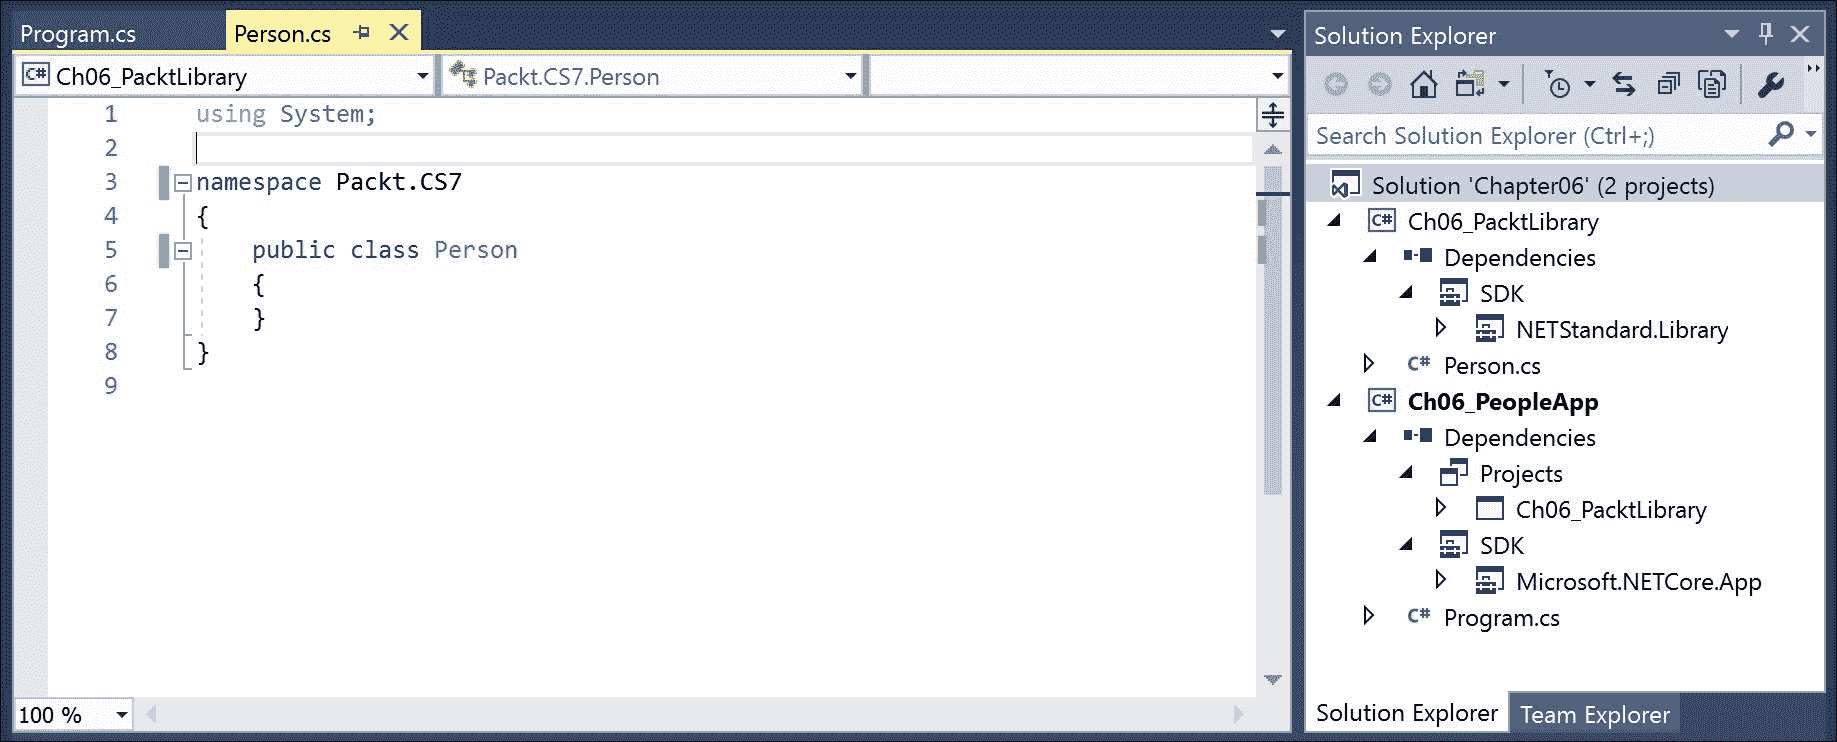 Program.cs
Person.cs
C# Ch06_PacktLibrary
Packt.CS7.Person
1 using System;
2
3 namespace Packt.CS7
4 {
5 public class Person
6 {
7 }
8 }
9
100 %
Solution Explorer
Search Solution Explorer (Ctrl+;)
Solution 'Chapter06' (2 projects)
C# Ch06_PacktLibrary
Dependencies
SDK
NETStandard.Library
C# Person.cs
C# Ch06_PeopleApp
Dependencies
Projects
Ch06_PacktLibrary
SDK
Microsoft.NETCore.App
C# Program.cs
Solution Explorer
Team Explorer